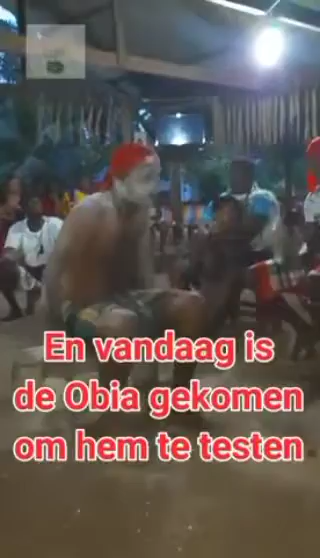 En vandaag is
de Obia gekomen
om hem te testen